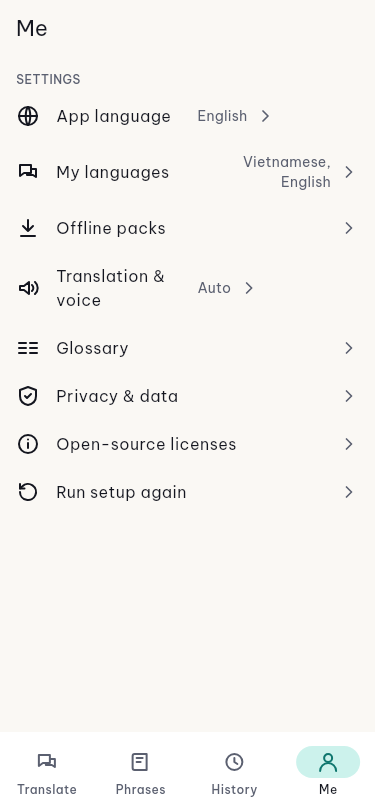 Me
SETTINGS
App language
English
My languages
Vietnamese,
English
Offline packs
Translation &
voice
Auto
Glossary
Privacy & data
Open-source licenses
Run setup again
Translate
Phrases
History
Me